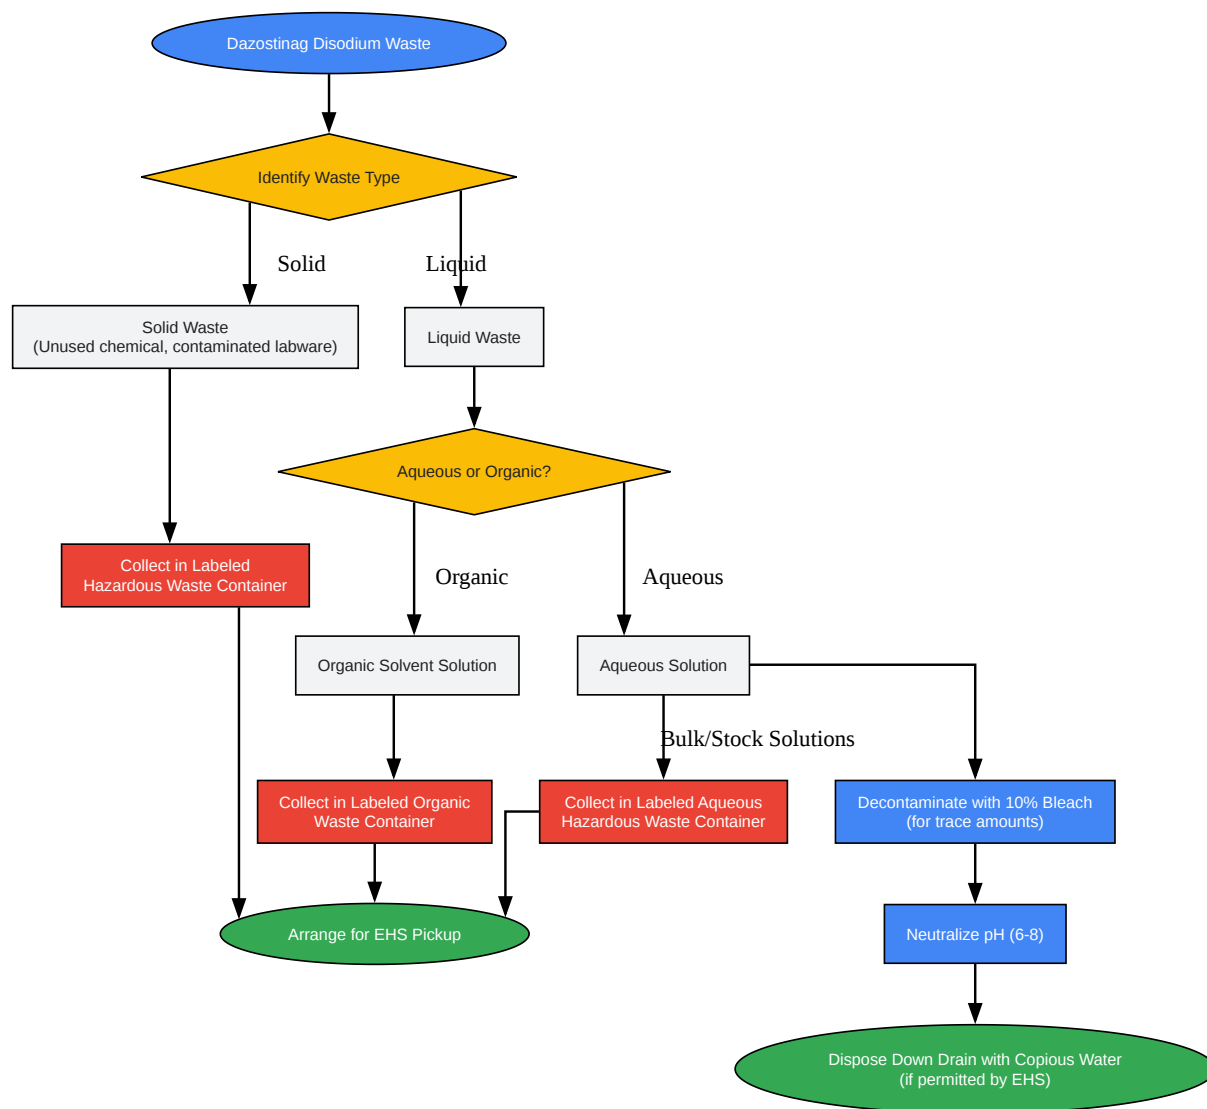 Dazostinag Disodium Waste
Identify Waste Type
Solid
Liquid
Solid Waste
(Unused chemical, contaminated labware)
Liquid Waste
Aqueous or Organic?
Collect in Labeled
Hazardous Waste Container
Organic
Aqueous
Organic Solvent Solution
Aqueous Solution
Bulk/Stock Solutions
Collect in Labeled Organic
Waste Container
Collect in Labeled Aqueous
Hazardous Waste Container
Decontaminate with 10% Bleach
(for trace amounts)
Arrange for EHS Pickup
Neutralize pH (6-8)
Dispose Down Drain with Copious Water
(if permitted by EHS)